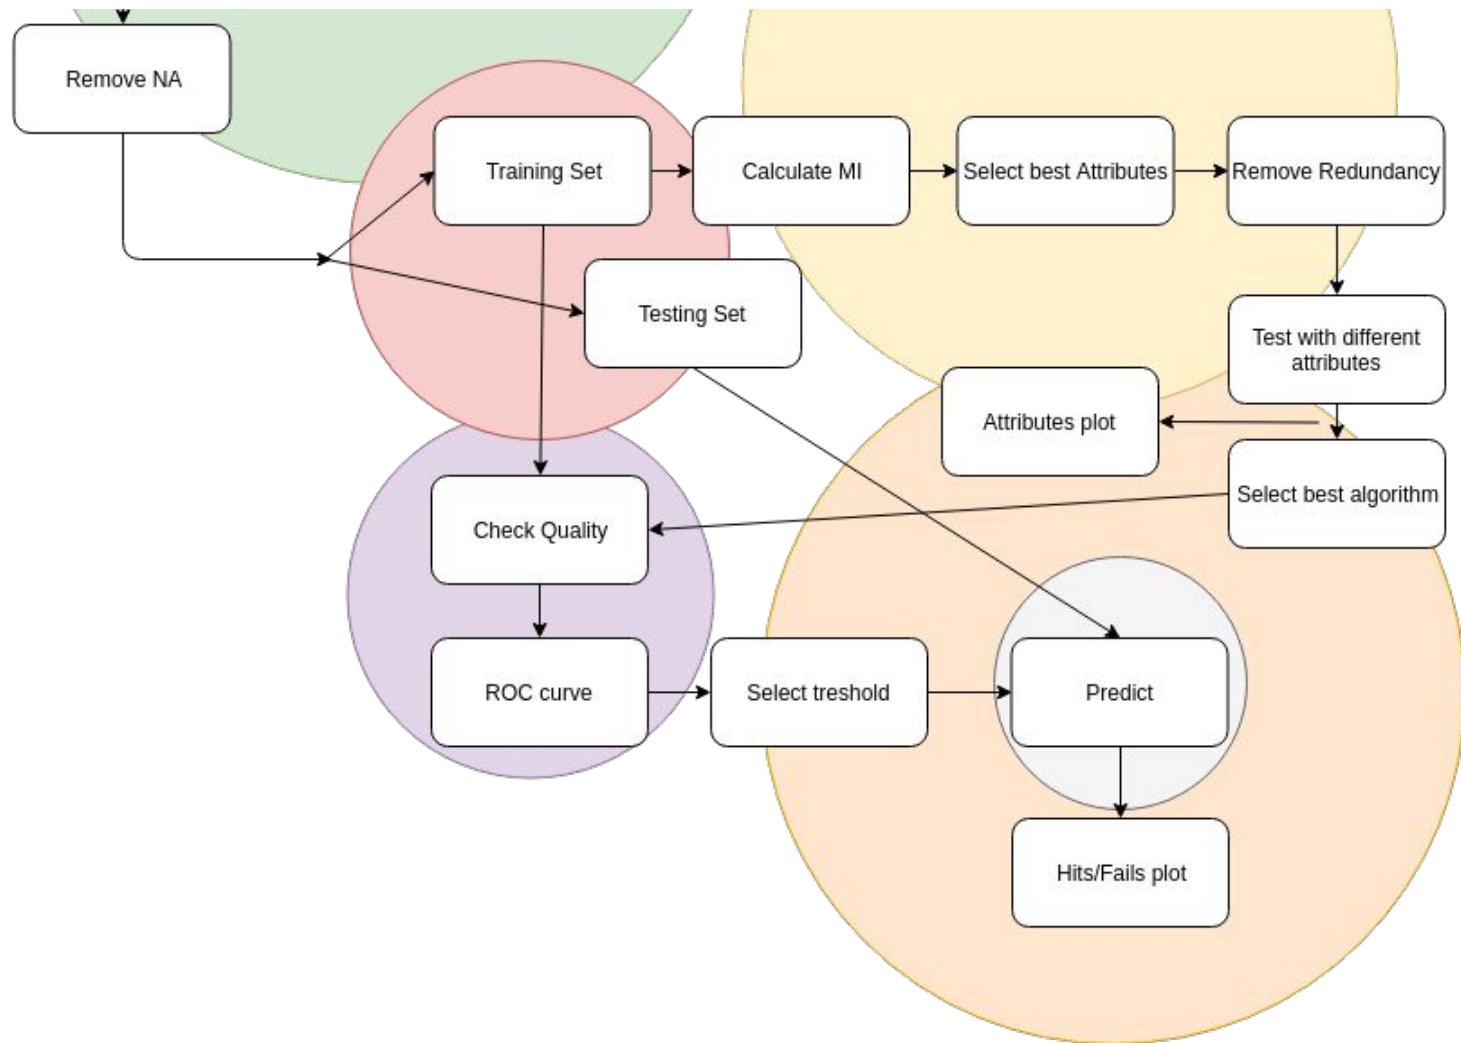 Remove NA
Training Set
Calculate MI
Select best Attributes
Remove Redundancy
Testing Set
Test with different
attributes
Attributes plot
Select best algorithm
Check Quality
ROC curve
Select treshold
Predict
Hits/Fails plot